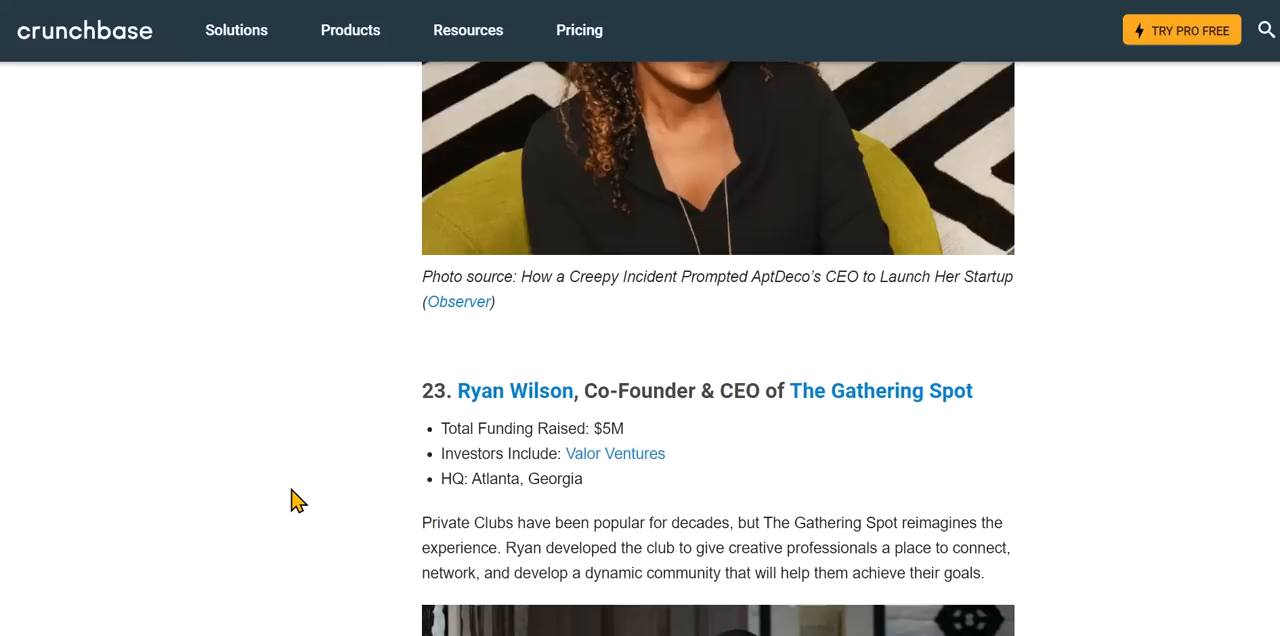 crunchbase Solutions Products Resources Pricing TRY PRO FREE
Photo source: How a Creepy Incident Prompted AptDeco’s CEO to Launch Her Startup
(Observer)
23. Ryan Wilson, Co-Founder & CEO of The Gathering Spot
• Total Funding Raised: $5M
• Investors Include: Valor Ventures
• HQ: Atlanta, Georgia
Private Clubs have been popular for decades, but The Gathering Spot reimagines the
experience. Ryan developed the club to give creative professionals a place to connect,
network, and develop a dynamic community that will help them achieve their goals.